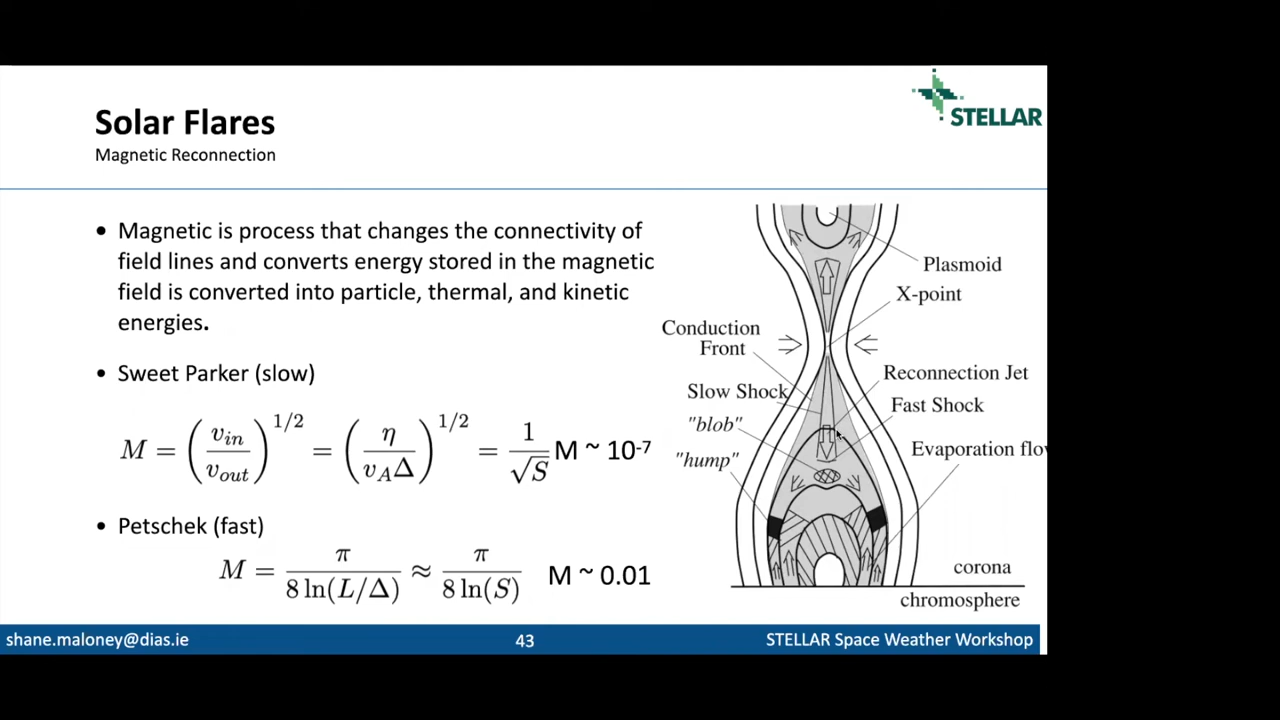 Solar Flares
Magnetic Reconnection
STELLAR
• Magnetic is process that changes the connectivity of
field lines and converts energy stored in the magnetic
field is converted into particle, thermal, and kinetic
energies.
• Sweet Parker (slow)
M = (v_in / v_out)^1/2 = (η / v_A Δ)^1/2 = 1 / √S M ~ 10^-7
• Petschek (fast)
M = π / 8 ln(L/Δ) ≈ π / 8 ln(S) M ~ 0.01
Plasmoid
X-point
Conduction
Front
Reconnection Jet
Slow Shock
Fast Shock
"blob"
Evaporation flo
"hump"
corona
chromosphere
shane.maloney@dias.ie
43
STELLAR Space Weather Workshop